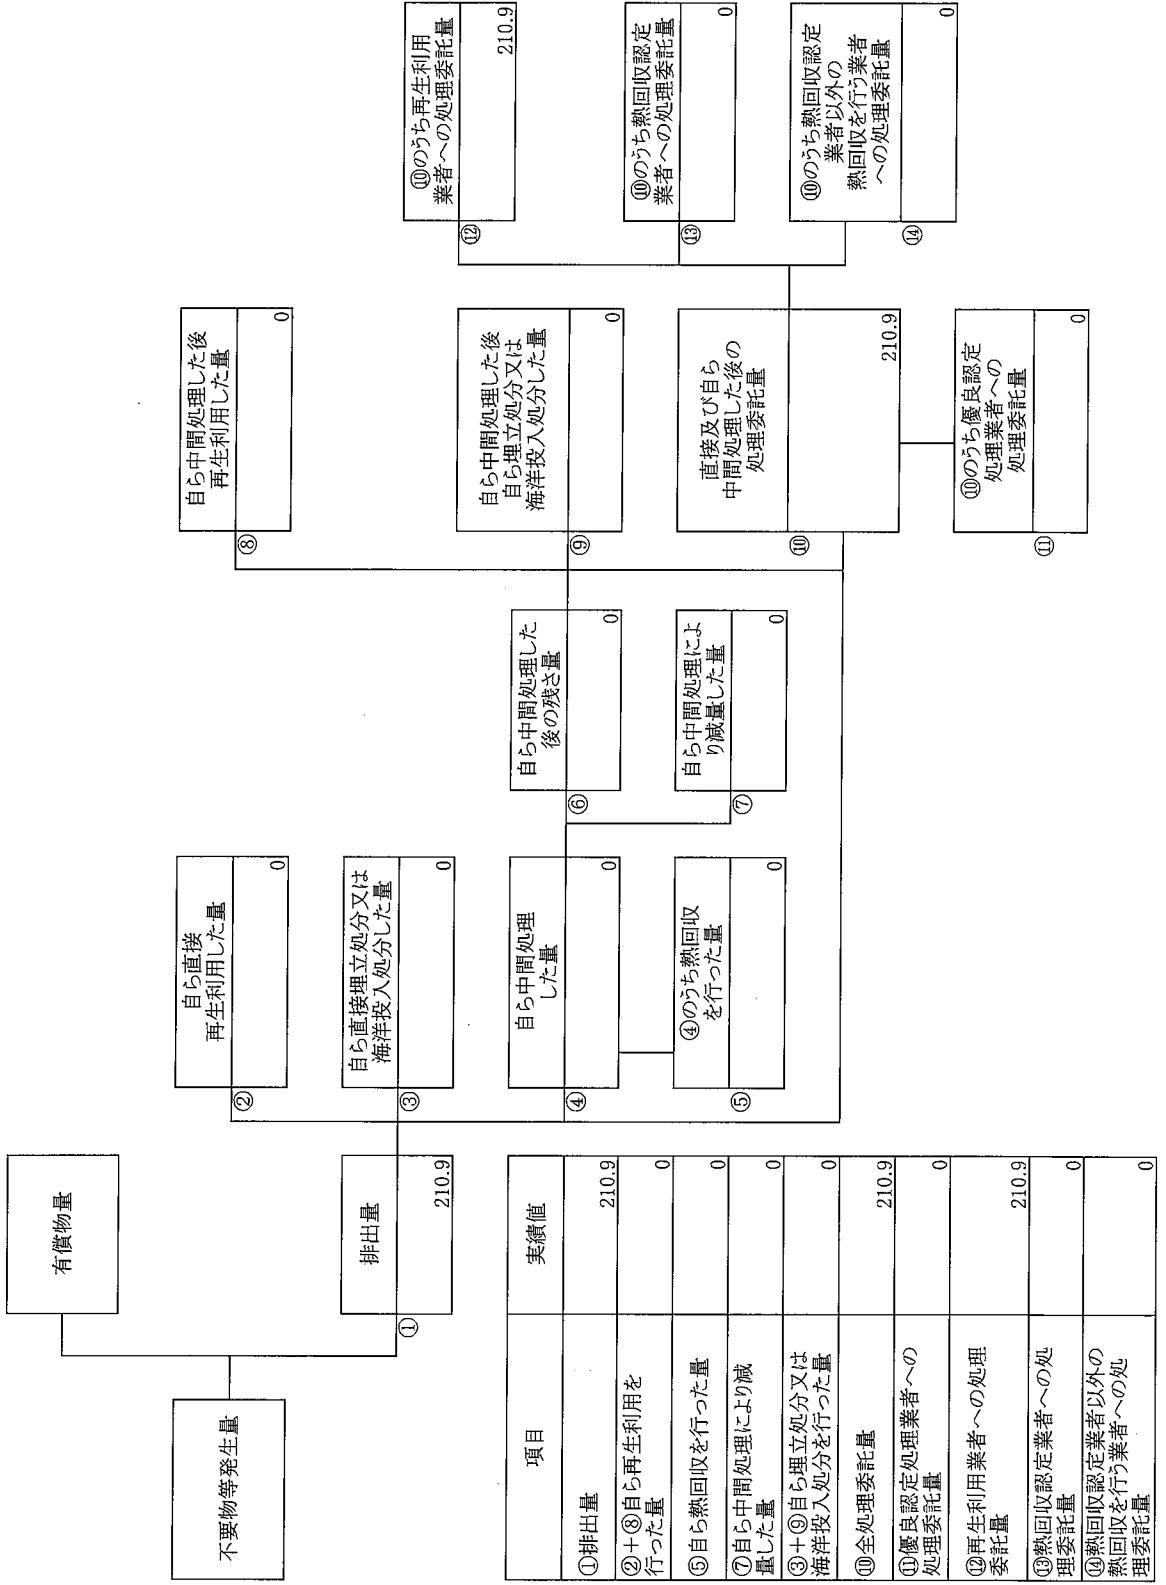 不要物等発生量
有償物量
①
排出量
210.9
②
自ら直接
再生利用した量
0
③
自ら直接埋立処分又は
海洋投入処分した量
0
④
自ら中間処理
した量
0
⑤
④のうち熱回収
を行った量
0
⑥
自ら中間処理した
後の残さ量
0
⑦
自ら中間処理によ
り減量した量
0
⑧
自ら中間処理した後
再生利用した量
0
⑨
自ら中間処理した後
自ら埋立処分又は
海洋投入処分した量
0
⑩
直接及び自ら
中間処理した後の
処理委託量
210.9
⑪
⑩のうち優良認定
処理業者への
処理委託量
0
⑫
⑩のうち再生利用
業者への処理委託量
210.9
⑬
⑩のうち熱回収認定
業者への処理委託量
0
⑭
⑩のうち熱回収認定
業者以外の
熱回収を行う業者
への処理委託量
0
項目
実績値
①排出量
210.9
②+⑧自ら再生利用を
行った量
0
⑤自ら熱回収を行った量
0
⑦自ら中間処理により減
量した量
0
③+⑨自ら埋立処分又は
海洋投入処分を行った量
0
⑩全処理委託量
210.9
⑪優良認定処理業者への
処理委託量
0
⑫再生利用業者への処理
委託量
210.9
⑬熱回収認定業者への処
理委託量
0
⑭熱回収認定業者以外の
熱回収を行う業者への処
理委託量
0